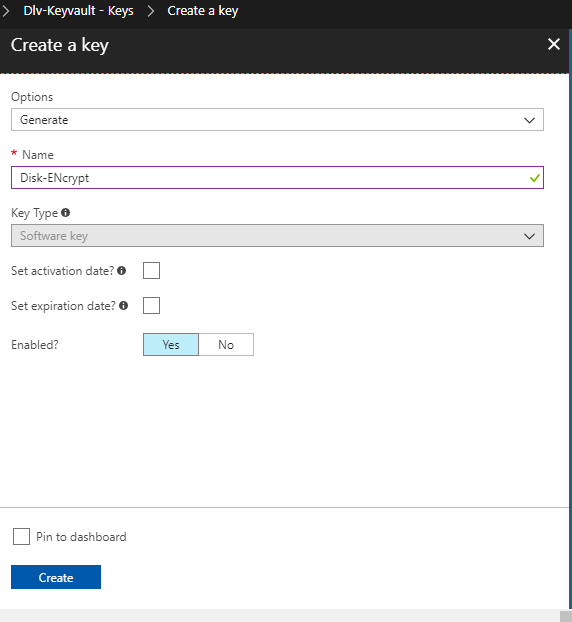 Dlv-Keyvault - Keys > Create a key
Create a key
Options
Generate
* Name
Disk-ENcrypt
Key Type
Software key
Set activation date?
Set expiration date?
Enabled? Yes No
Pin to dashboard
Create